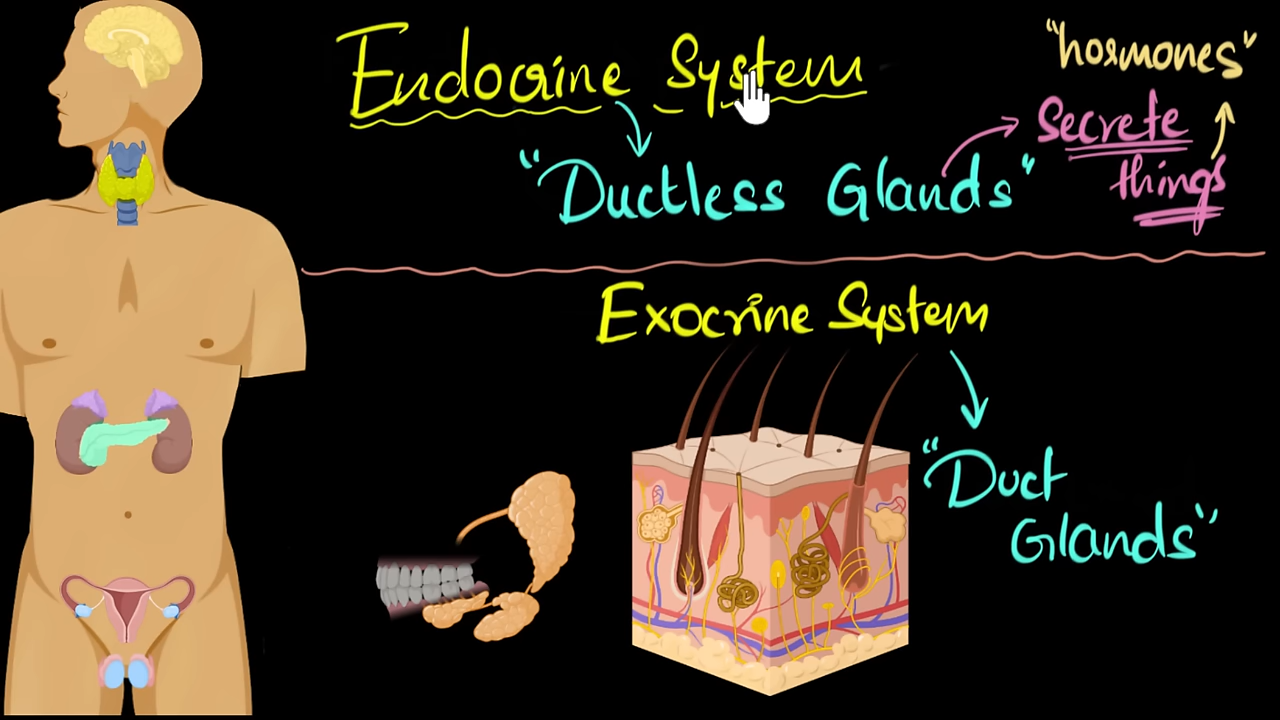 Endocrine System
"hormones"
"Ductless Glands"
Secrete
things
Exocrine System
"Duct
Glands"